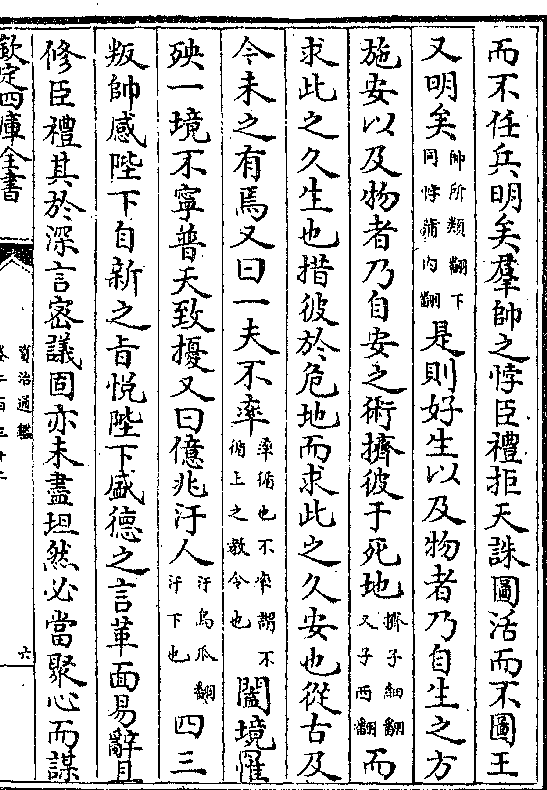 而不任兵明矣羣帥之悖臣禮拒天誅圖活而不圖王
又明矣帥所類翻下同悖蒲内翻是則好生以及物者乃自生之方
施安以及物者乃自安之術擠彼于死地擠子細翻又子西翻而
求此之久生也措彼於危地而求此之久安也從古及
今未之有焉又曰一夫不率率循也不率謂不循上之教令也闔境罹
殃一境不寧普天致擾又曰億兆汙人汙烏瓜翻汙下也四三
叛帥感陛下自新之旨悦陛下盛德之言革面易辭且
修臣禮其於深言密議固亦未盡坦然必當聚心而謀
欽定四庫全書
資治通鑑
卷二百三十二
六